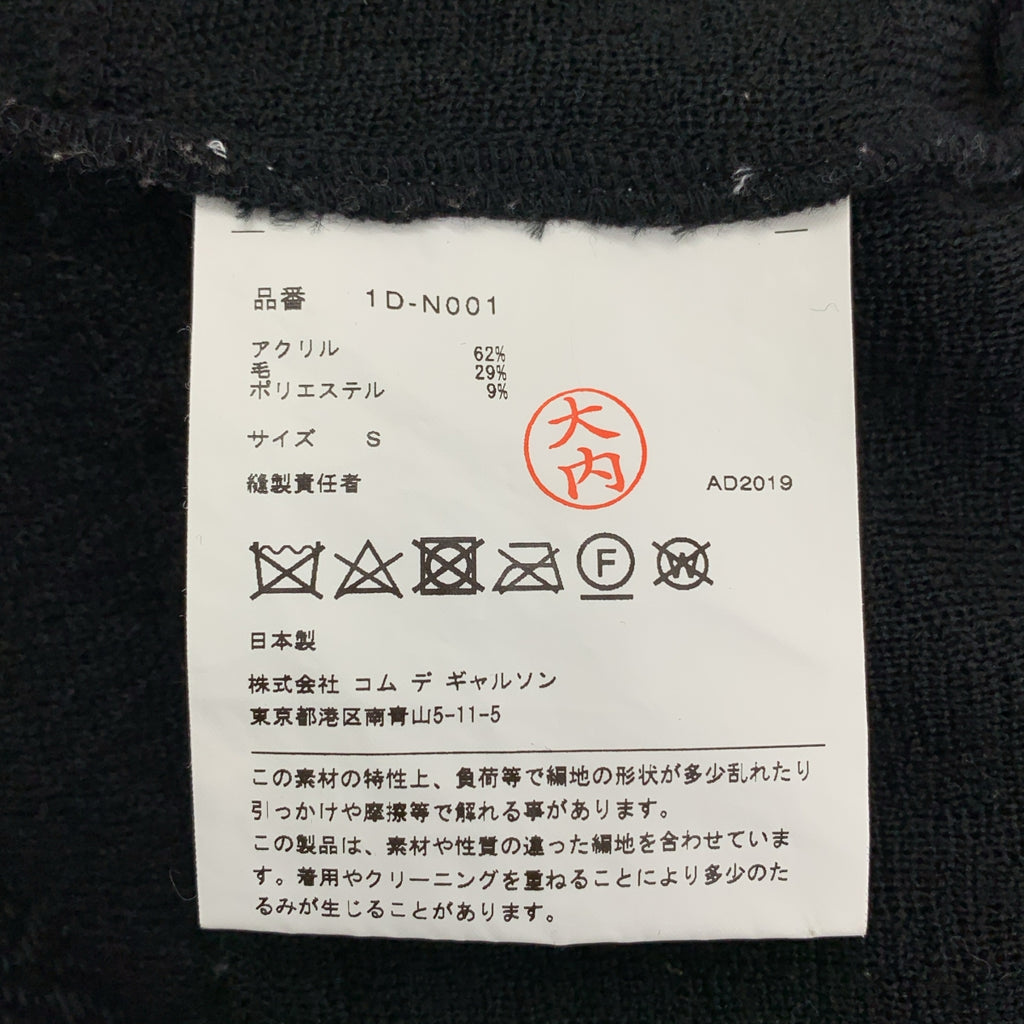 品番 1D-N001
アクリル 62%
毛 29%
ポリエステル 9%
サイズ S
大内
縫製責任者 AD2019
F W
日本製
株式会社 コム デ ギャルソン
東京都港区南青山5-11-5
この素材の特性上、負荷等で編地の形状が多少乱れたり
引っかけや摩擦等で解れる事があります。
この製品は、素材や性質の違った編地を合わせていま
す。着用やクリーニングを重ねることにより多少のた
るみが生じることがあります。